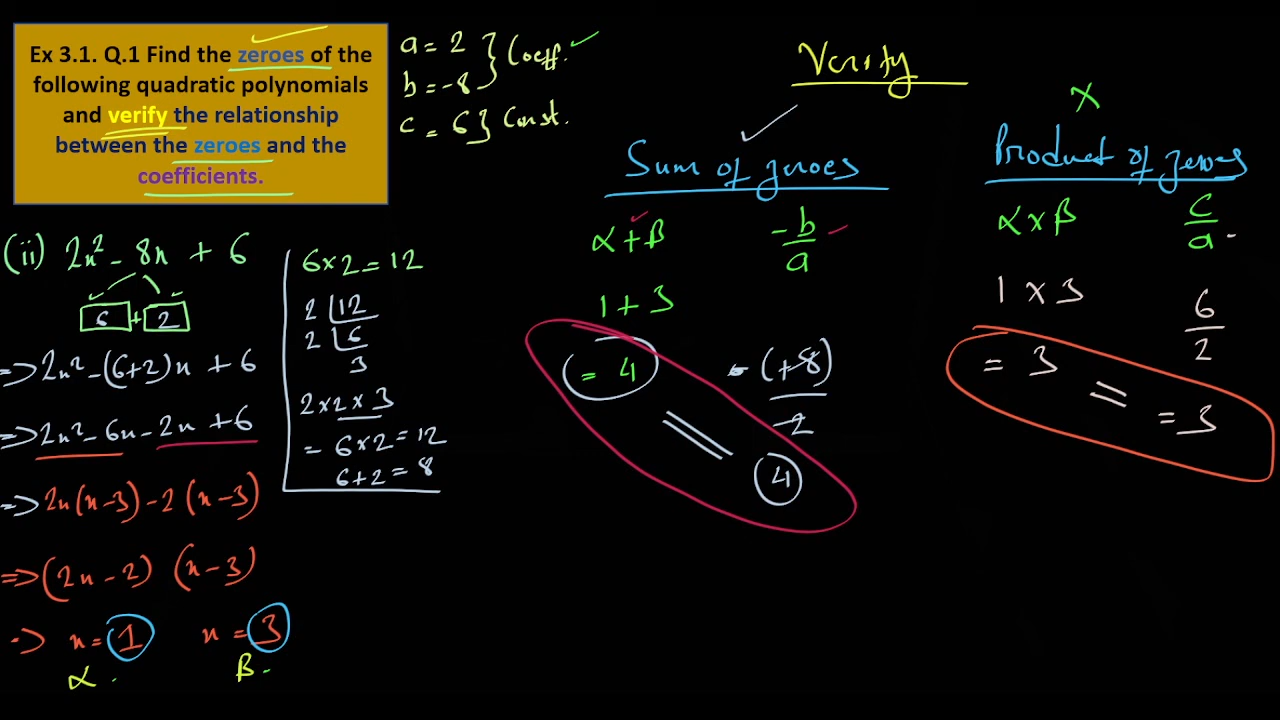 Ex 3.1. Q.1 Find the zeroes of the
following quadratic polynomials
and verify the relationship
between the zeroes and the
coefficients.
a = 2
b = -8
} Coeff.
c = 6 } Const.
(ii) 2x² - 8x + 6
6 + 2
=> 2x² - (6+2)x + 6
=> 2x² - 6x - 2x + 6
=> 2x(x-3) - 2(x-3)
=> (2x-2) (x-3)
=> x = 1 x = 3
α β
6×2 = 12
2 12
2 6
3
2×2×3
= 6×2 = 12
6+2 = 8
Verify
Sum of zeroes
α + β
-b/a
1 + 3
= 4
-(+8)/2
=
4
×
Product of zeroes
α × β
c/a
1 × 3
6/2
= 3
=
= 3